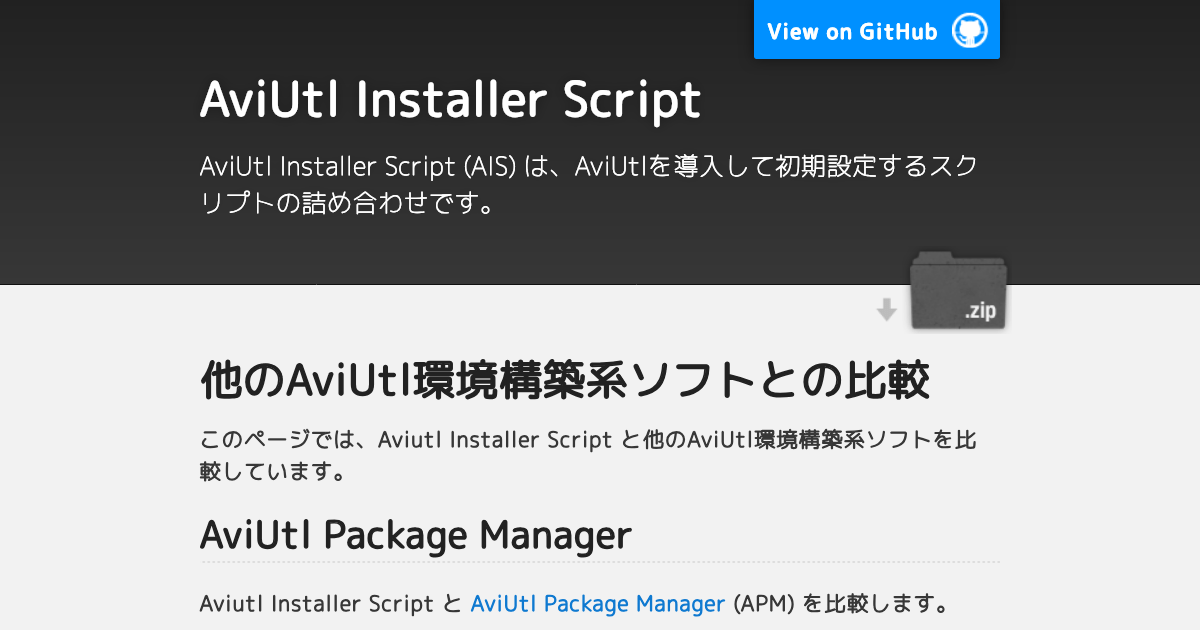 View on GitHub
AviUtl Installer Script
AviUtl Installer Script (AIS) は、AviUtlを導入して初期設定するスク
リプトの詰め合わせです。
.zip
他のAviUtl環境構築系ソフトとの比較
このページでは、Aviutl Installer Script と他のAviUtl環境構築系ソフトを比
較しています。
AviUtl Package Manager
Aviutl Installer Script と AviUtl Package Manager (APM) を比較します。